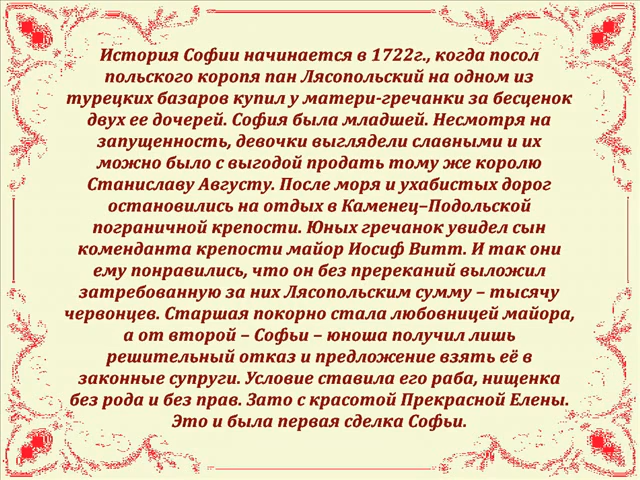 История Софии начинается в 1722г., когда посол
польского коропя пан Лясопольский на одном из
турецких базаров купил у матери-гречанки за бесценок
двух ее дочерей. София была младшей. Несмотря на
запущенность, девочки выглядели славными и их
можно было с выгодой продать тому же королю
Станиславу Августу. После моря и ухабистых дорог
остановились на отдых в Каменец–Подольской
пограничной крепости. Юных гречанок увидел сын
коменданта крепости майор Иосиф Витт. И так они
ему понравились, что он без пререканий выложил
затребованную за них Лясопольским сумму – тысячу
червонцев. Старшая покорно стала любовницей майора,
а от второй – Софьи – юноша получил лишь
решительный отказ и предложение взять её в
законные супруги. Условие ставила его раба, нищенка
без рода и без прав. Зато с красотой Прекрасной Елены.
Это и была первая сделка Софьи.